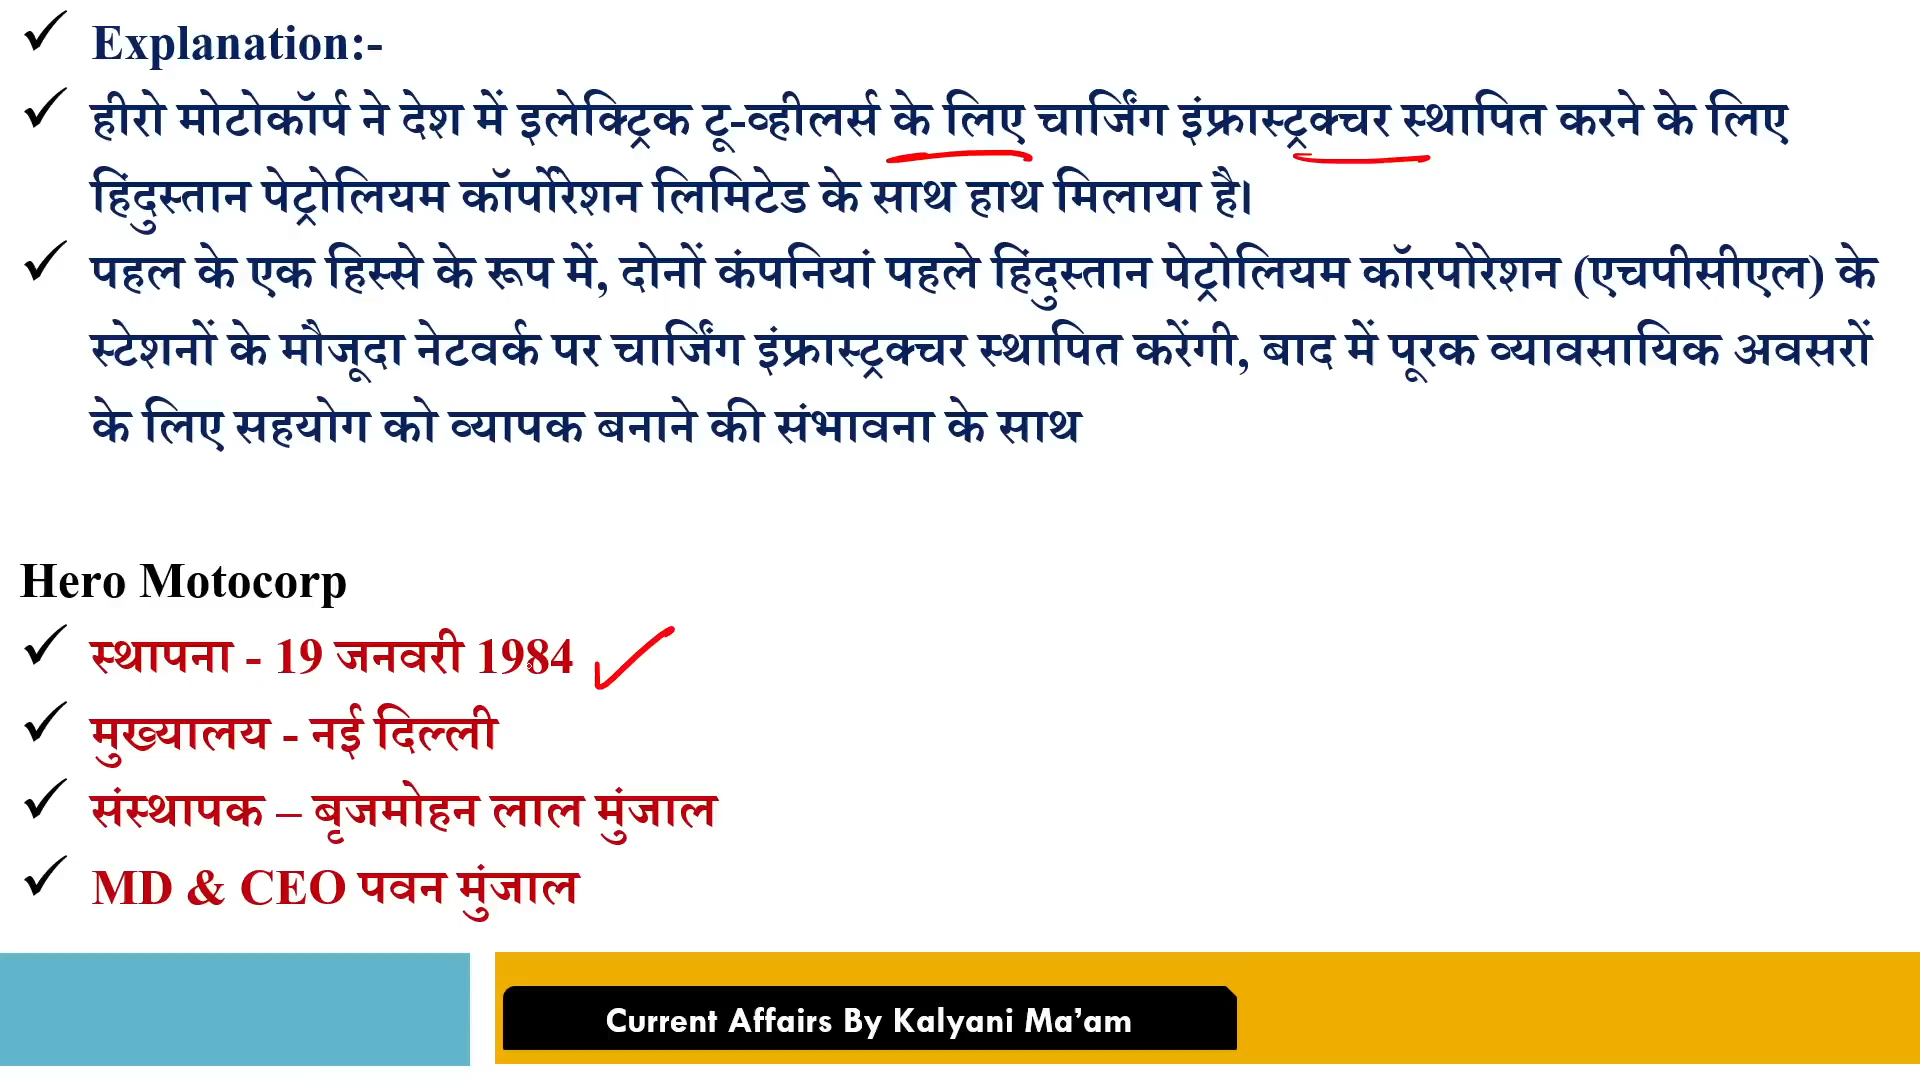 Explanation:-
हीरो मोटोकॉर्प ने देश में इलेक्ट्रिक टू-व्हीलर्स के लिए चार्जिंग इंफ्रास्ट्रक्चर स्थापित करने के लिए
हिंदुस्तान पेट्रोलियम कॉर्पोरेशन लिमिटेड के साथ हाथ मिलाया है।
पहल के एक हिस्से के रूप में, दोनों कंपनियां पहले हिंदुस्तान पेट्रोलियम कॉरपोरेशन (एचपीसीएल) के
स्टेशनों के मौजूदा नेटवर्क पर चार्जिंग इंफ्रास्ट्रक्चर स्थापित करेंगी, बाद में पूरक व्यावसायिक अवसरों
के लिए सहयोग को व्यापक बनाने की संभावना के साथ
Hero Motocorp
स्थापना - 19 जनवरी 1984
मुख्यालय - नई दिल्ली
संस्थापक – बृजमोहन लाल मुंजाल
MD & CEO पवन मुंजाल
Current Affairs By Kalyani Ma’am